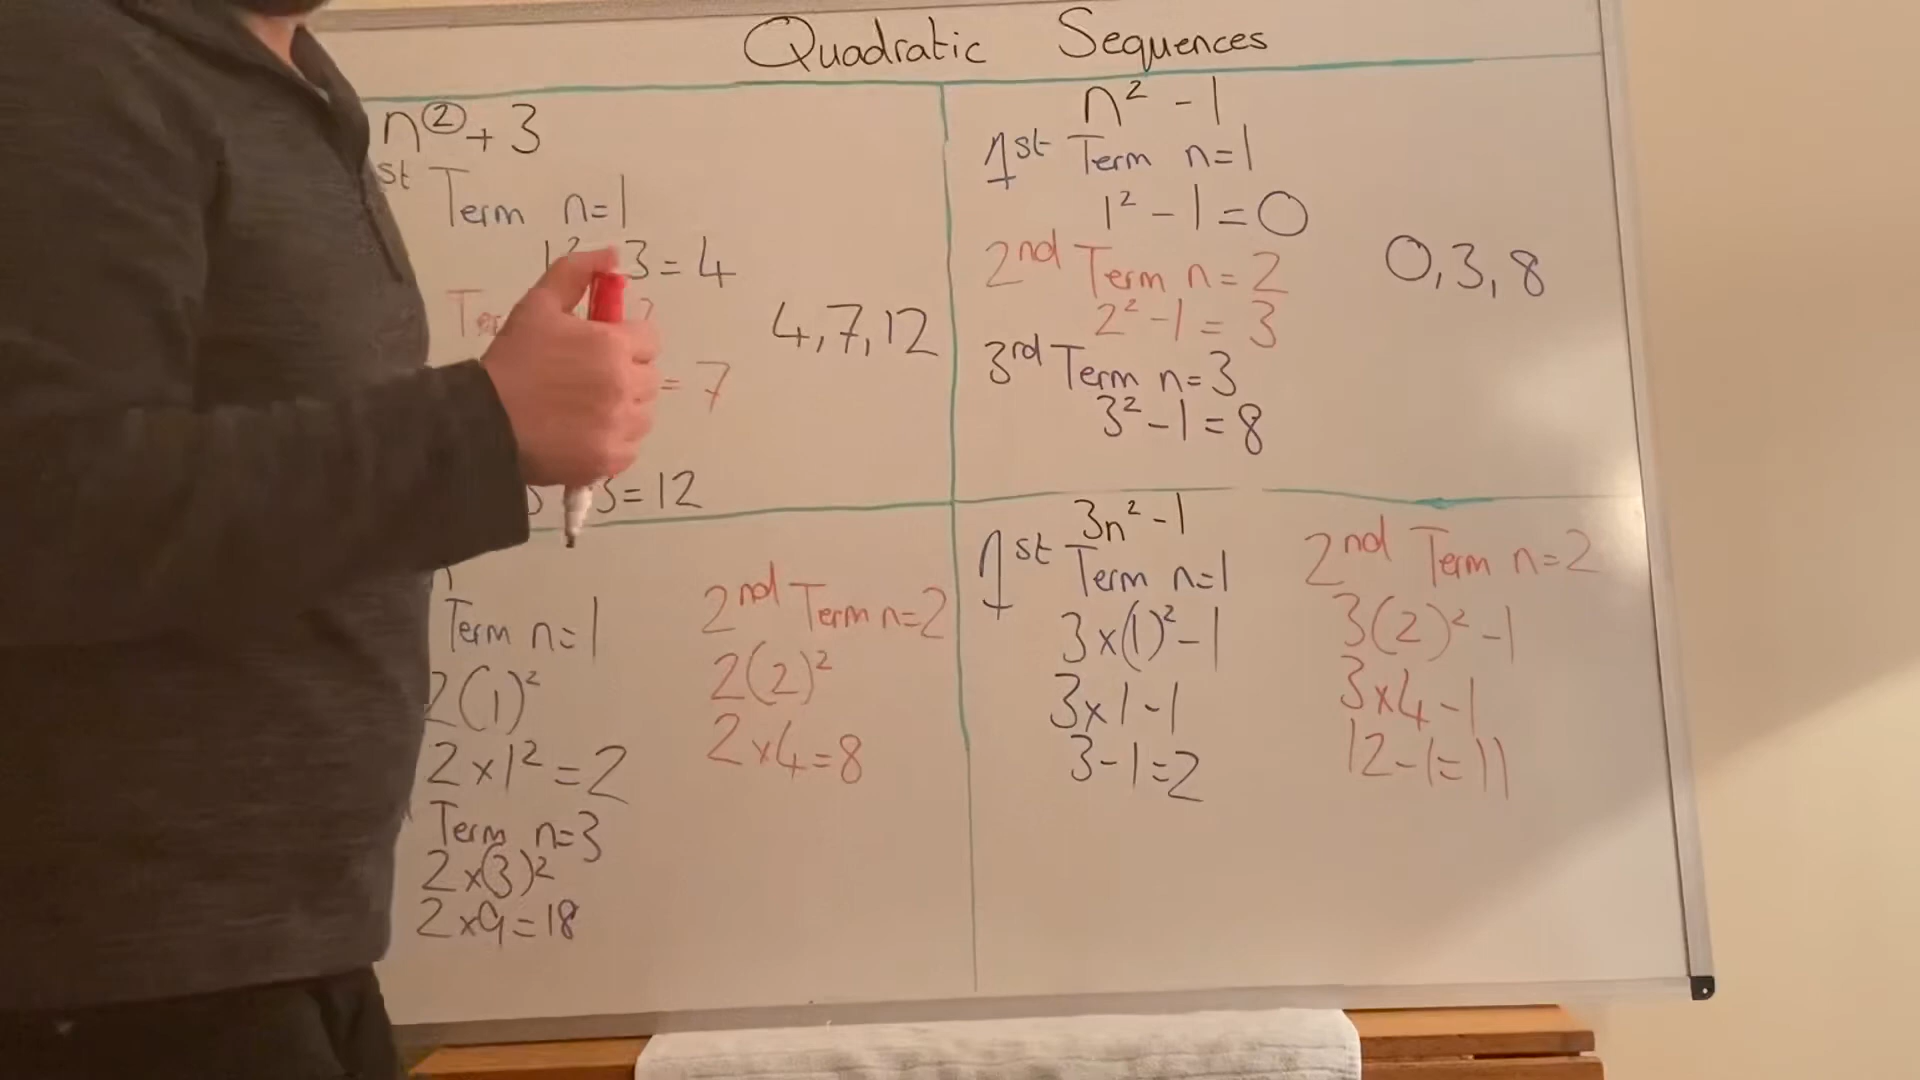 Quadratic Sequences
n² + 3
st Term n=1
3 = 4
= 7
3 = 12
4,7,12
n² - 1
1st Term n=1
1² - 1 = 0
2nd Term n=2
2² - 1 = 3
3rd Term n=3
3² - 1 = 8
0,3,8
Term n=1
2(1)²
2 x 1² = 2
Term n=3
2 x (3)²
2 x 9 = 18
2nd Term n=2
2(2)²
2 x 4 = 8
3n² - 1
1st Term n=1
3 x (1)² - 1
3 x 1 - 1
3 - 1 = 2
2nd Term n=2
3(2)² - 1
3 x 4 - 1
12 - 1 = 11